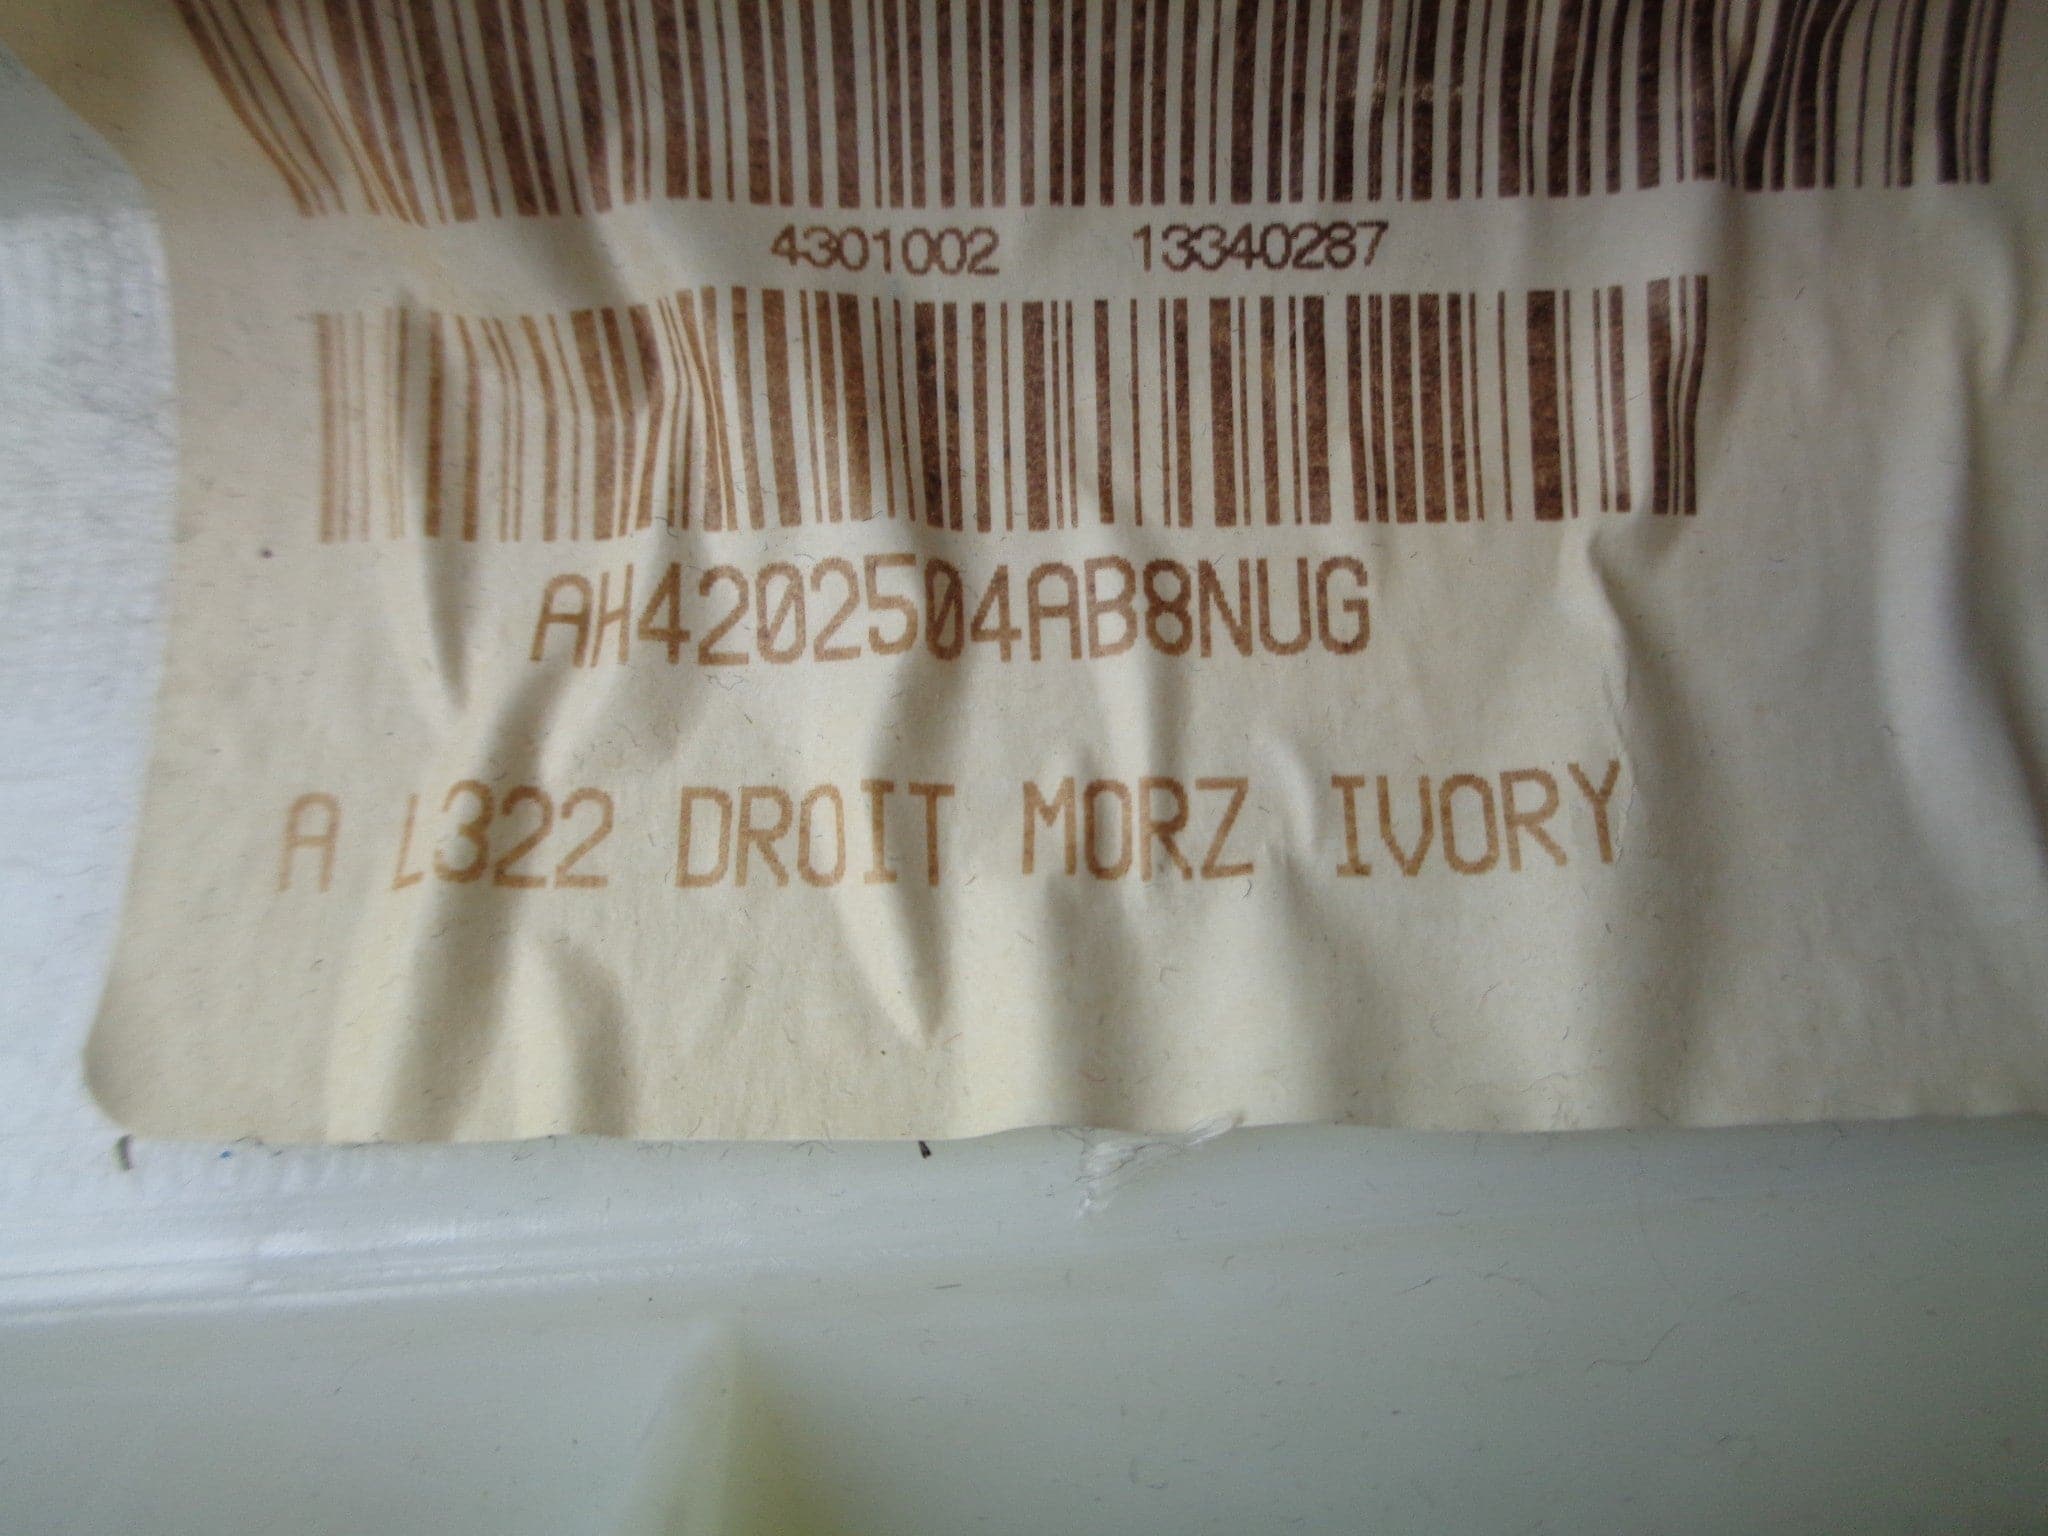 4301002 13340287
AH4202504AB8NUG
A L322 DROIT MORZ IVORY